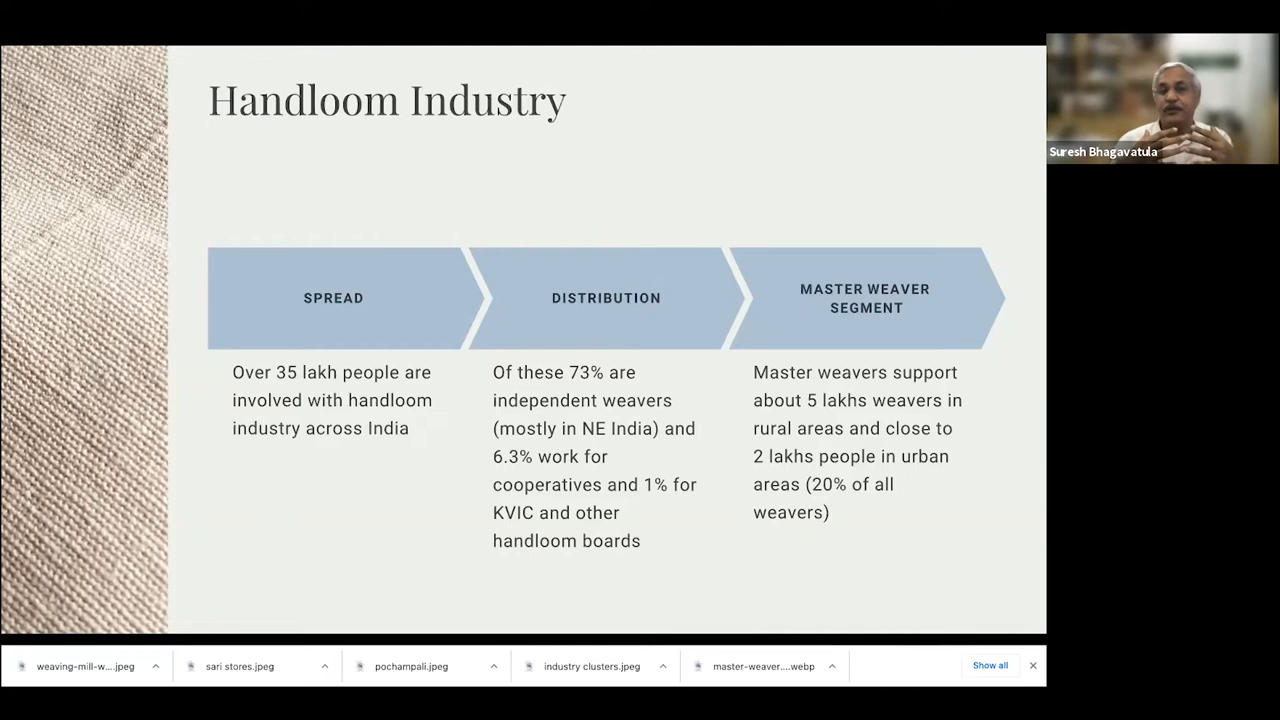 Handloom Industry
Suresh Bhagavatula
SPREAD
DISTRIBUTION
MASTER WEAVER
SEGMENT
Over 35 lakh people are
involved with handloom
industry across India
Of these 73% are
independent weavers
(mostly in NE India) and
6.3% work for
cooperatives and 1% for
KVIC and other
handloom boards
Master weavers support
about 5 lakhs weavers in
rural areas and close to
2 lakhs people in urban
areas (20% of all
weavers)
weaving-mill-w....jpeg
sari stores.jpeg
pochampali.jpeg
industry clusters.jpeg
master-weaver....webp
Show all